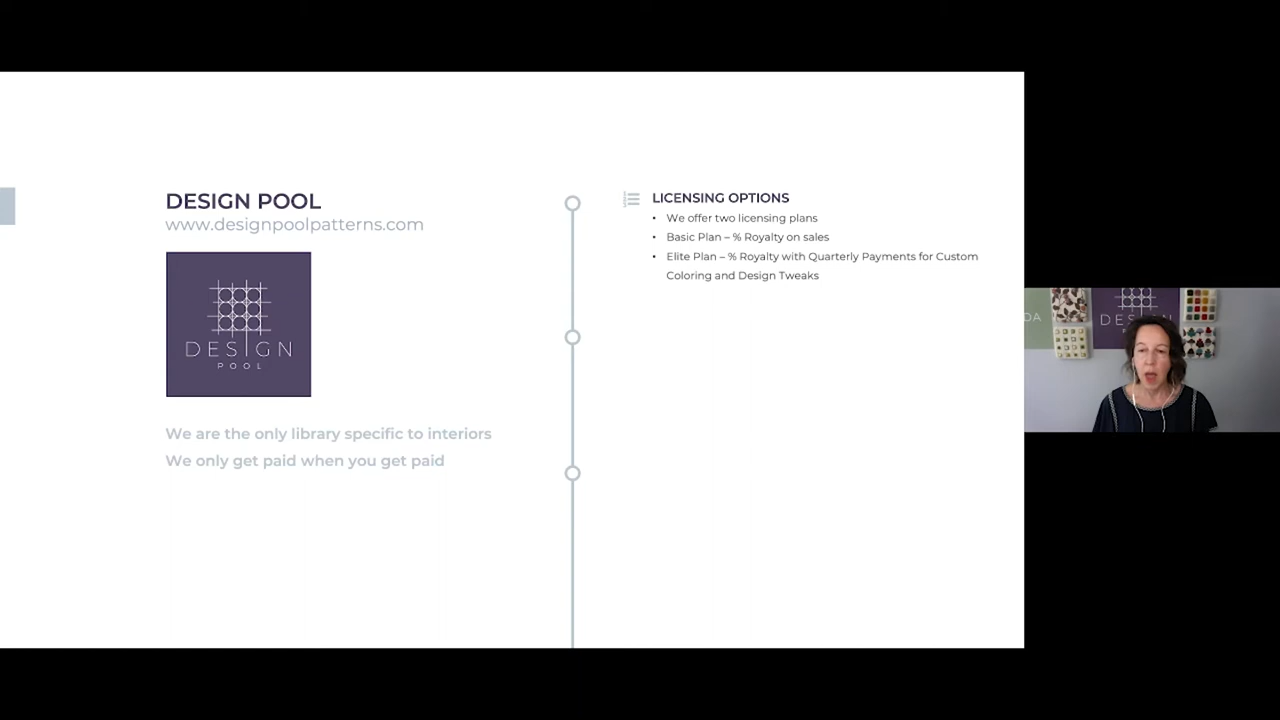 DESIGN POOL
www.designpoolpatterns.com
DESIGN
POOL
We are the only library specific to interiors
We only get paid when you get paid
LICENSING OPTIONS
• We offer two licensing plans
• Basic Plan – % Royalty on sales
• Elite Plan – % Royalty with Quarterly Payments for Custom
Coloring and Design Tweaks
DA